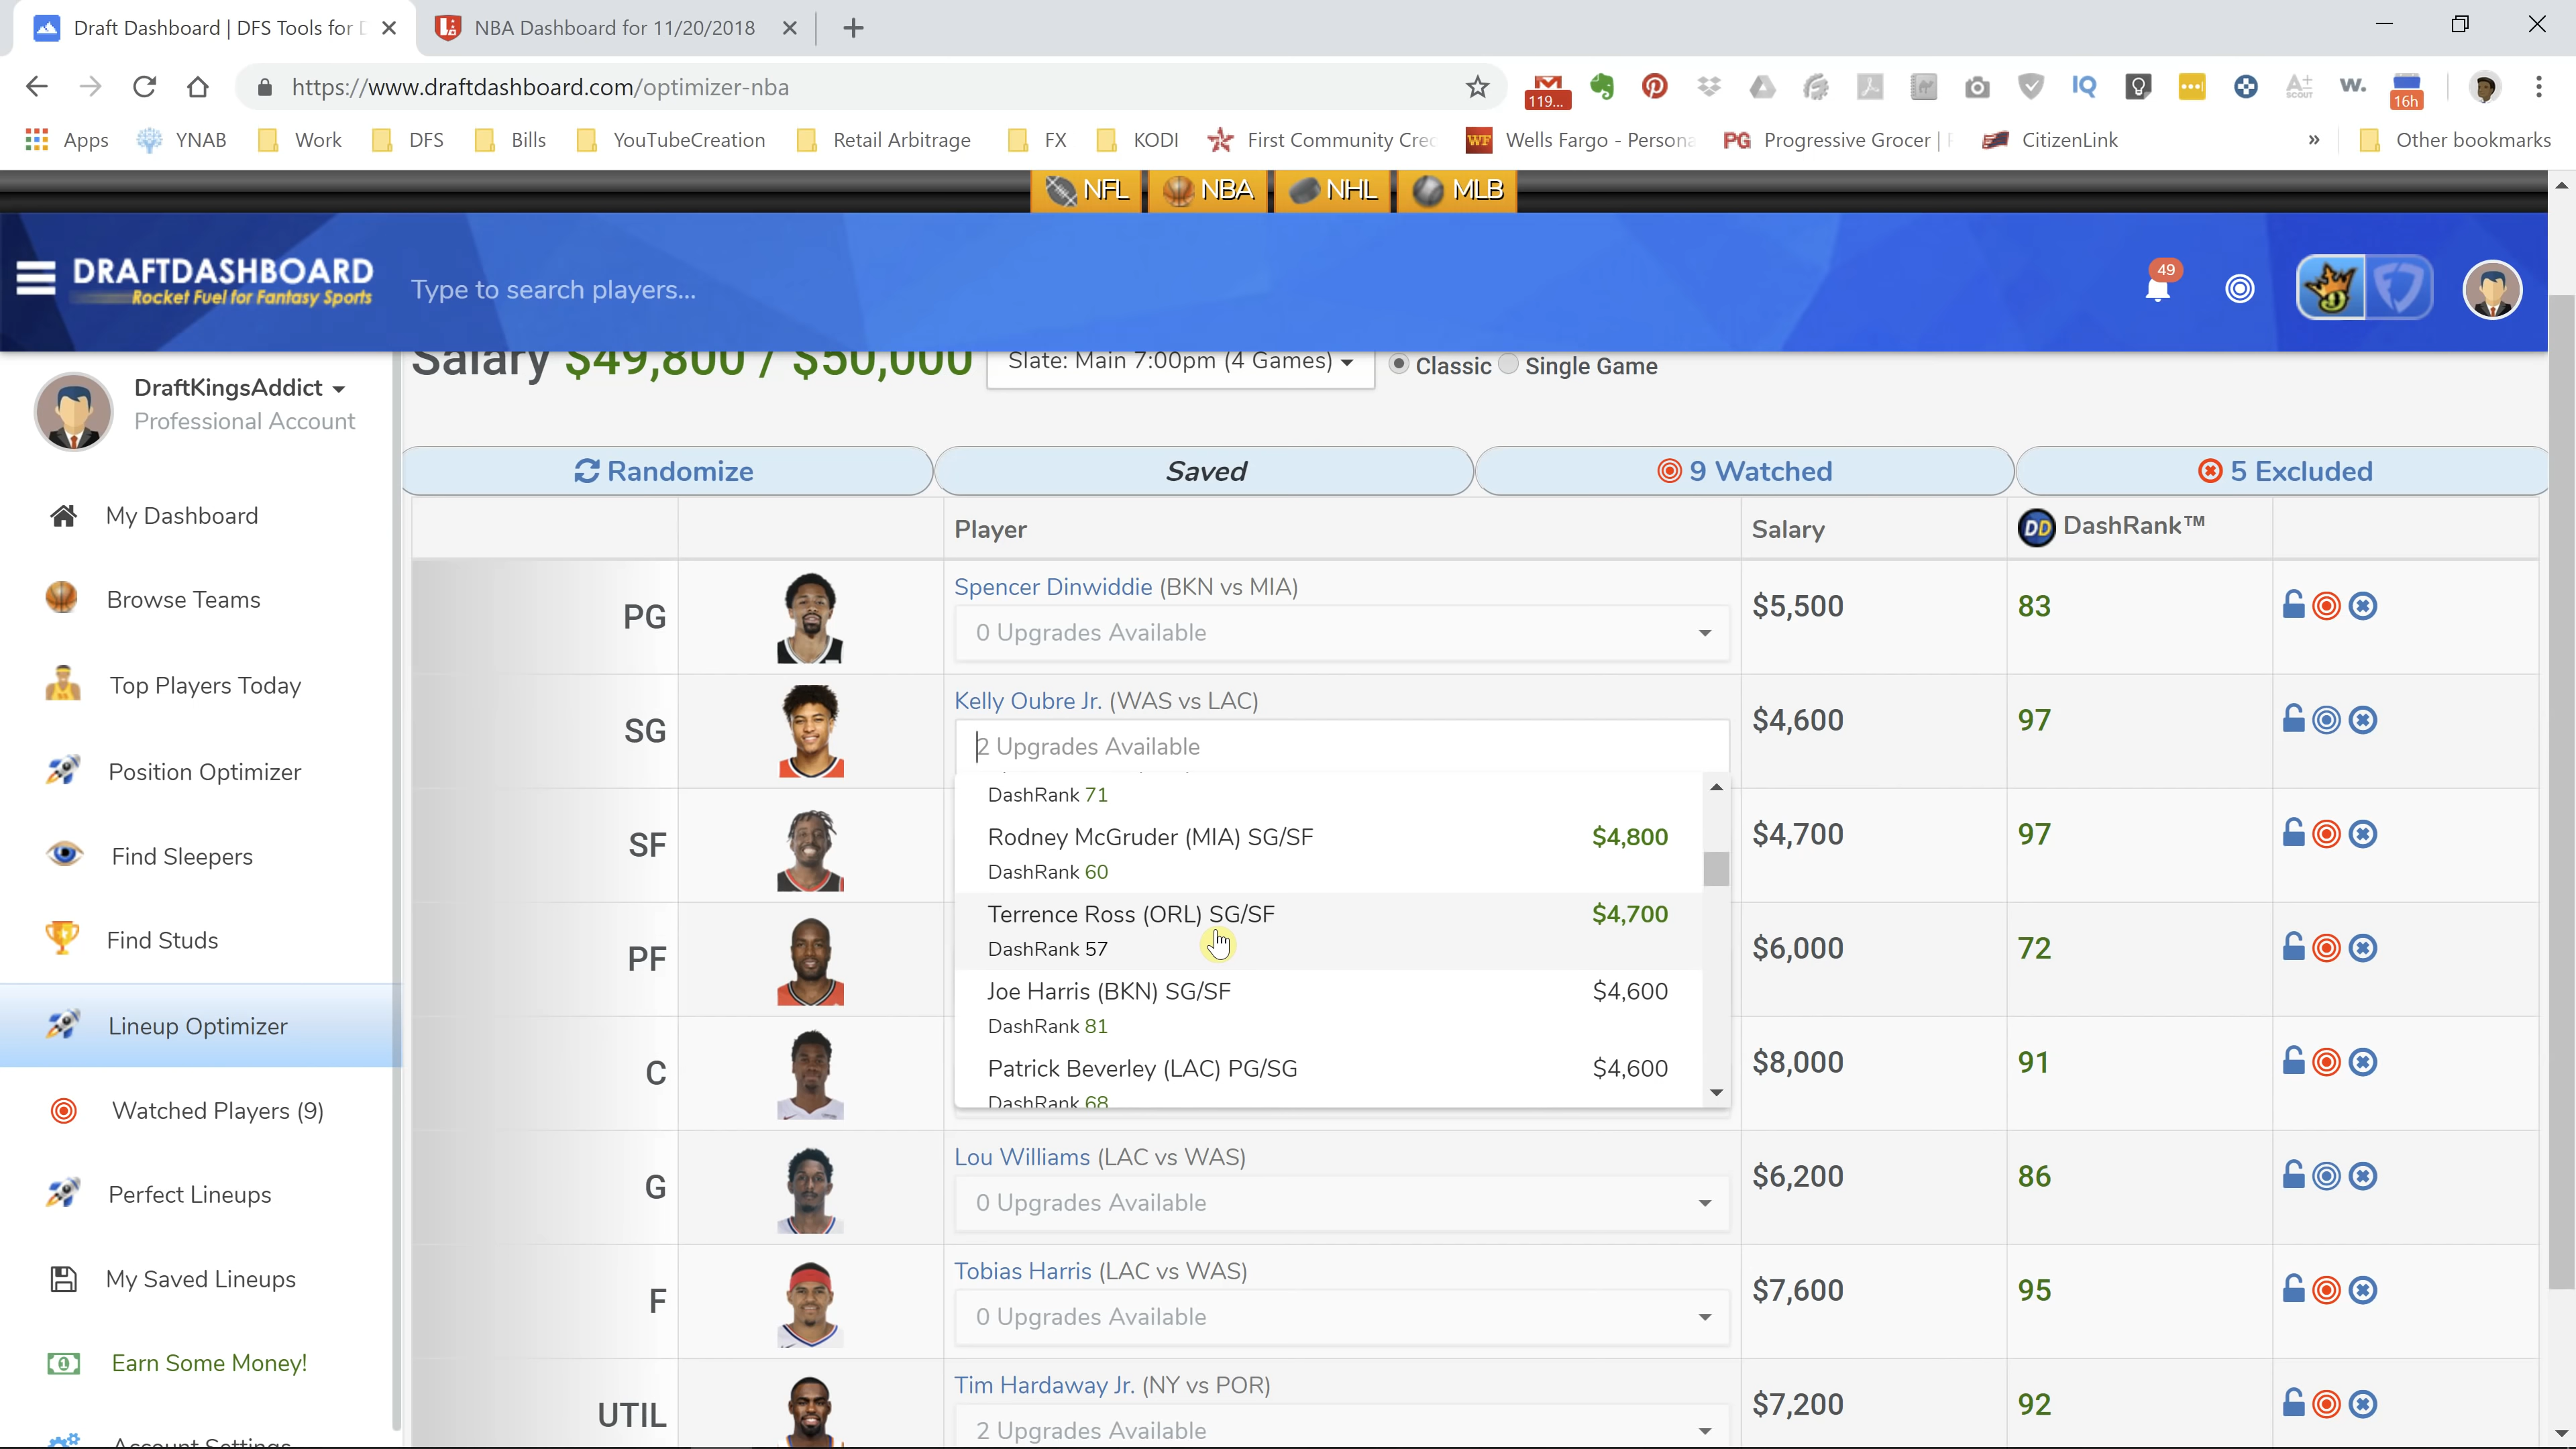 Draft Dashboard | DFS Tools for D
NBA Dashboard for 11/20/2018
https://www.draftdashboard.com/optimizer-nba
119...
IQ
A+ SCOUT
w.
16h
Apps
YNAB
Work
DFS
Bills
YouTubeCreation
Retail Arbitrage
FX
KODI
First Community Cre
WF
Wells Fargo - Persona
PG
Progressive Grocer |
CitizenLink
»
Other bookmarks
NFL
NBA
NHL
MLB
DRAFTDASHBOARD
Rocket Fuel for Fantasy Sports
Type to search players...
49
DraftKingsAddict
Professional Account
My Dashboard
Browse Teams
Top Players Today
Position Optimizer
Find Sleepers
Find Studs
Lineup Optimizer
Watched Players (9)
Perfect Lineups
My Saved Lineups
Earn Some Money!
Account Settings
Salary $49,800 / $50,000
Slate: Main 7:00pm (4 Games)
Classic
Single Game
Randomize
Saved
9 Watched
5 Excluded
Player
Salary
DD DashRank™
PG
Spencer Dinwiddie (BKN vs MIA)
0 Upgrades Available
$5,500
83
SG
Kelly Oubre Jr. (WAS vs LAC)
2 Upgrades Available
$4,600
97
DashRank 71
Rodney McGruder (MIA) SG/SF
$4,800
DashRank 60
Terrence Ross (ORL) SG/SF
$4,700
DashRank 57
Joe Harris (BKN) SG/SF
$4,600
DashRank 81
Patrick Beverley (LAC) PG/SG
$4,600
DashRank 68
SF
$4,700
97
PF
$6,000
72
C
$8,000
91
G
Lou Williams (LAC vs WAS)
0 Upgrades Available
$6,200
86
F
Tobias Harris (LAC vs WAS)
0 Upgrades Available
$7,600
95
UTIL
Tim Hardaway Jr. (NY vs POR)
2 Upgrades Available
$7,200
92